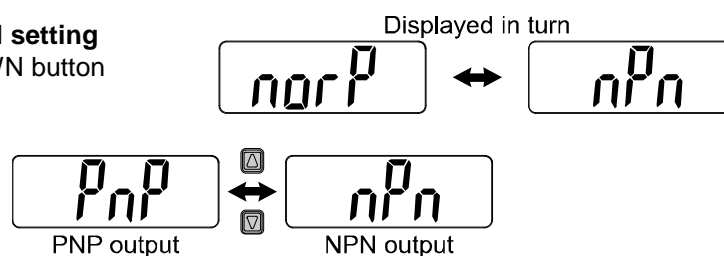 Displayed in turn
setting
button
norP nPn
PnP nPn
PNP output NPN output